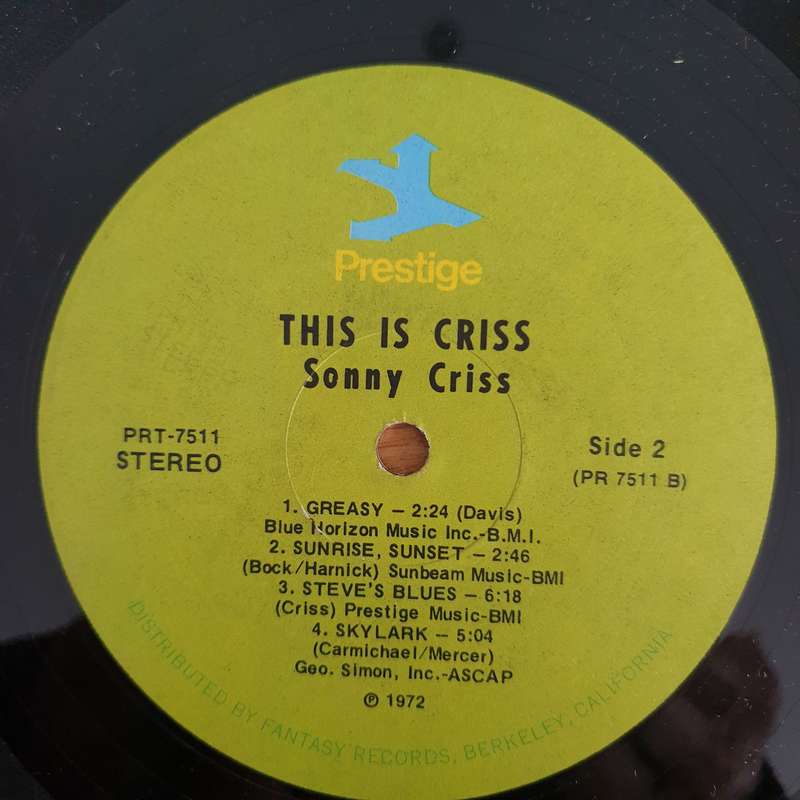 Prestige
THIS IS CRISS
Sonny Criss
PRT-7511
STEREO
Side 2
(PR 7511 B)
1. GREASY – 2:24 (Davis)
Blue Horizon Music Inc.-B.M.I.
2. SUNRISE, SUNSET – 2:46
(Bock/Harnick) Sunbeam Music-BMI
3. STEVE'S BLUES – 6:18
(Criss) Prestige Music-BMI
4. SKYLARK – 5:04
(Carmichael/Mercer)
Geo. Simon, Inc.-ASCAP
℗ 1972
DISTRIBUTED BY FANTASY RECORDS, BERKELEY, CALIFORNIA